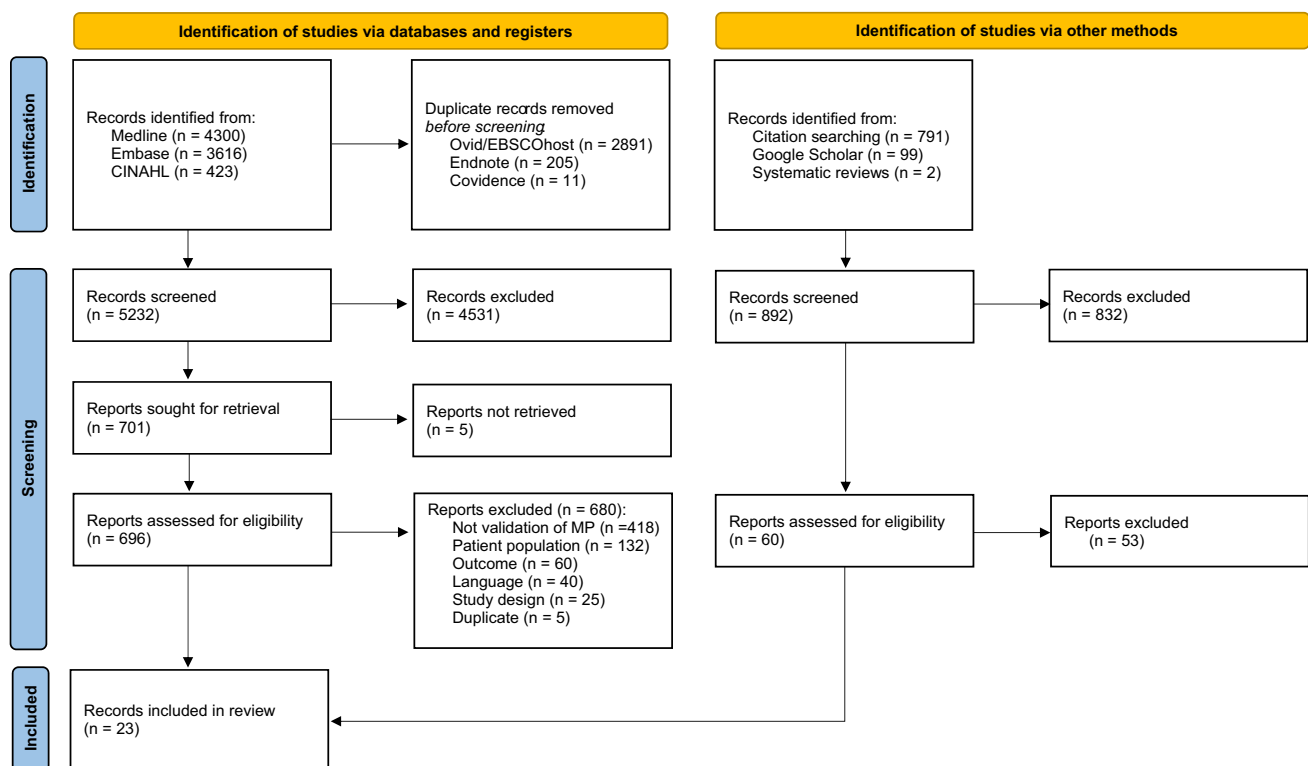 Identification of studies via databases and registers
Identification of studies via other methods
Identification
Records identified from:
Medline (n = 4300)
Embase (n = 3616)
CINAHL (n = 423)
Duplicate records removed
before screening:
Ovid/EBSCOhost (n = 2891)
Endnote (n = 205)
Covidence (n = 11)
Records identified from:
Citation searching (n = 791)
Google Scholar (n = 99)
Systematic reviews (n = 2)
Screening
Records screened
(n = 5232)
Records excluded
(n = 4531)
Records screened
(n = 892)
Records excluded
(n = 832)
Reports sought for retrieval
(n = 701)
Reports not retrieved
(n = 5)
Reports assessed for eligibility
(n = 696)
Reports excluded (n = 680):
Not validation of MP (n =418)
Patient population (n = 132)
Outcome (n = 60)
Language (n = 40)
Study design (n = 25)
Duplicate (n = 5)
Reports assessed for eligibility
(n = 60)
Reports excluded
(n = 53)
Included
Records included in review
(n = 23)